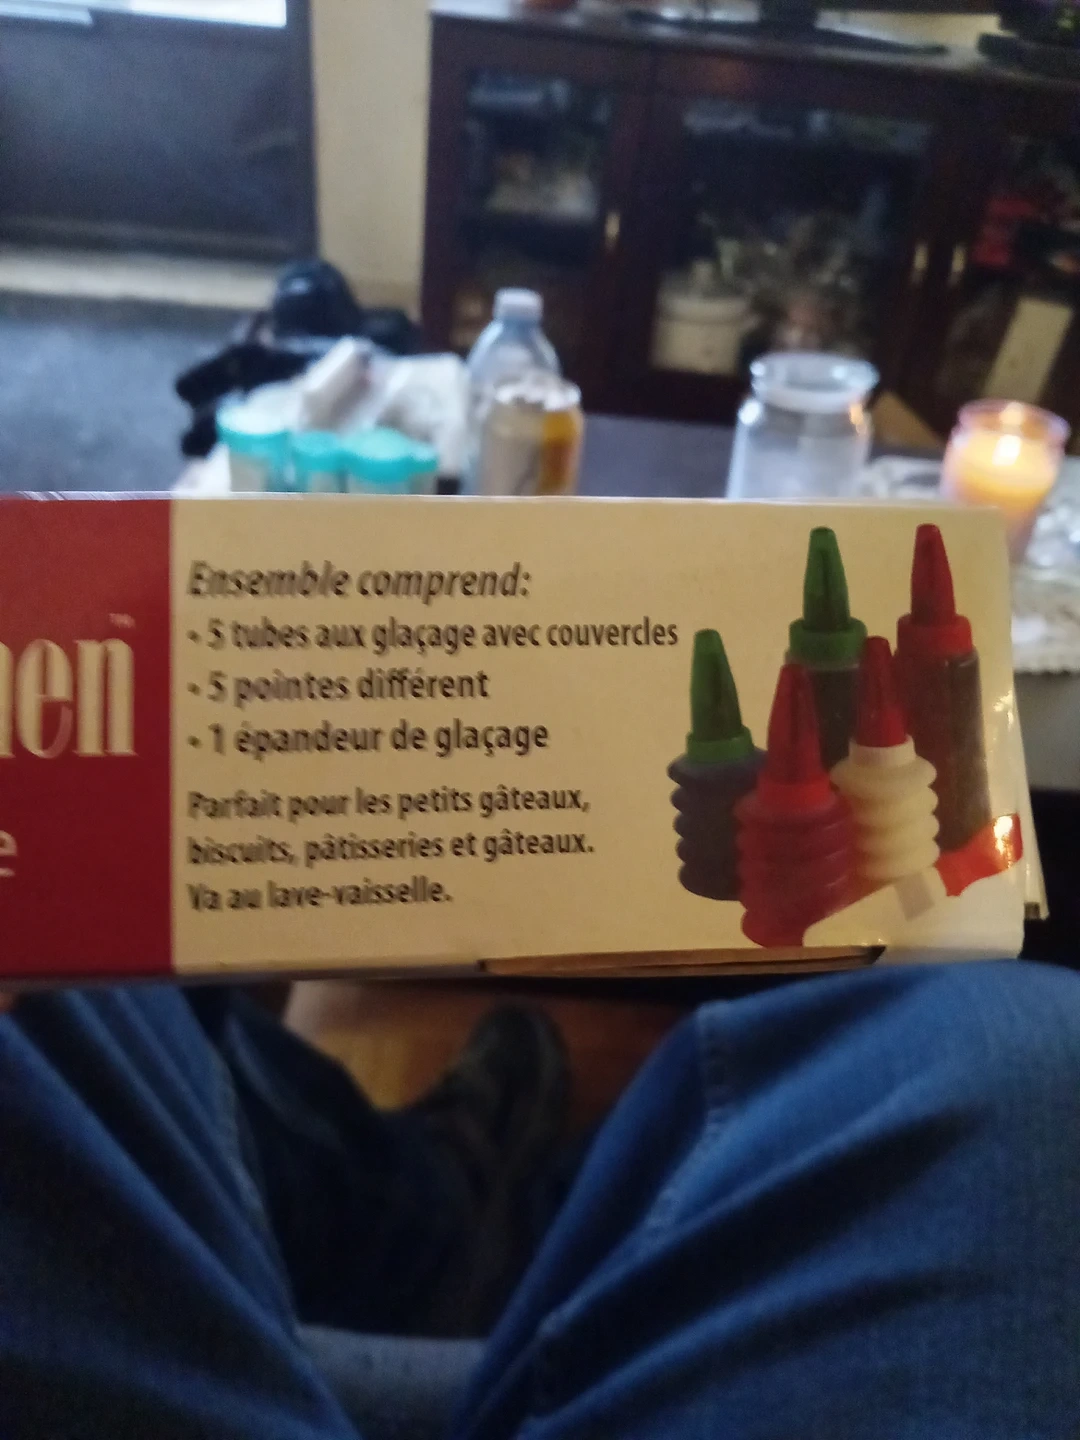 Ensemble comprend:
• 5 tubes aux glaçage avec couvercles
• 5 pointes différent
• 1 épandeur de glaçage
Parfait pour les petits gâteaux,
biscuits, pâtisseries et gâteaux.
Va au lave-vaisselle.